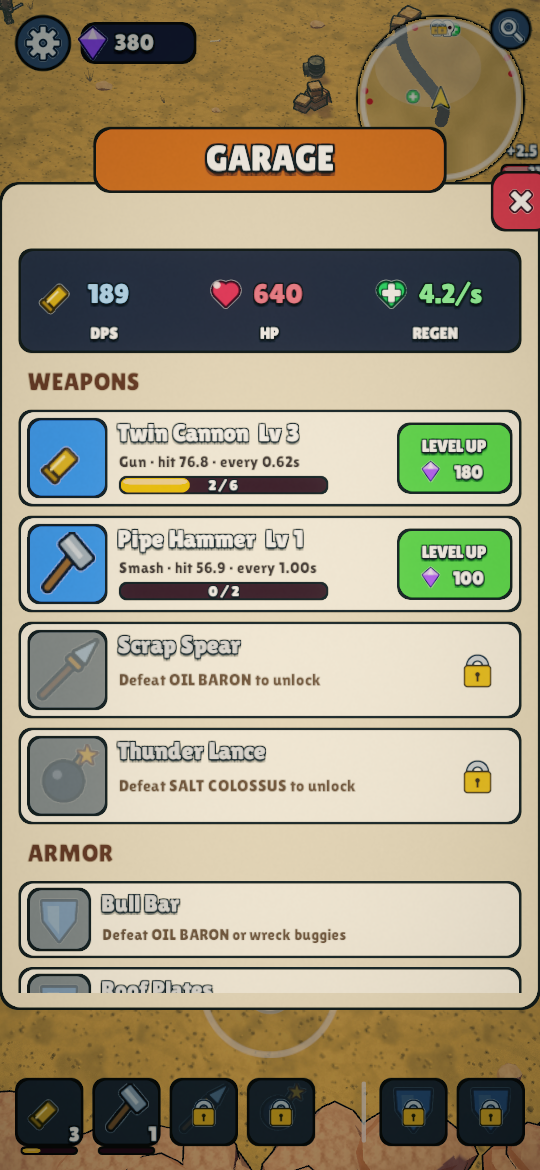 380
+2.5
GARAGE
189
640
4.2/s
DPS
HP
REGEN
WEAPONS
Twin Cannon Lv 3
Gun · hit 76.8 · every 0.62s
2/6
LEVEL UP
180
Pipe Hammer Lv 1
Smash · hit 56.9 · every 1.00s
0/2
LEVEL UP
100
Scrap Spear
Defeat OIL BARON to unlock
Thunder Lance
Defeat SALT COLOSSUS to unlock
ARMOR
Bull Bar
Defeat OIL BARON or wreck buggies
Roof Plates
3
1